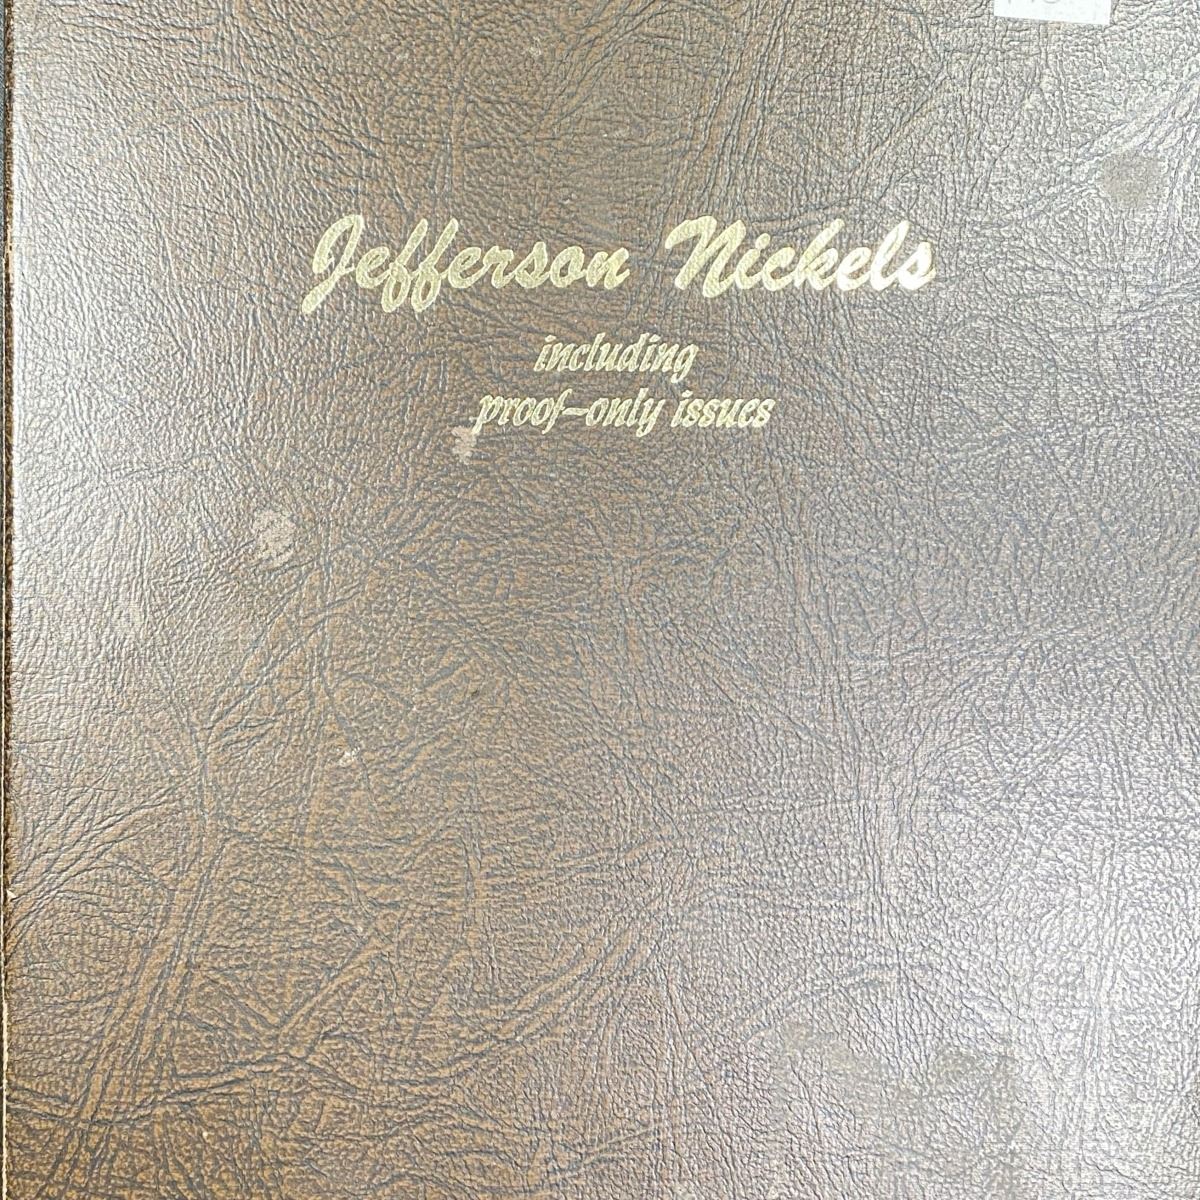 Jefferson Nickels
including
proof–only issues